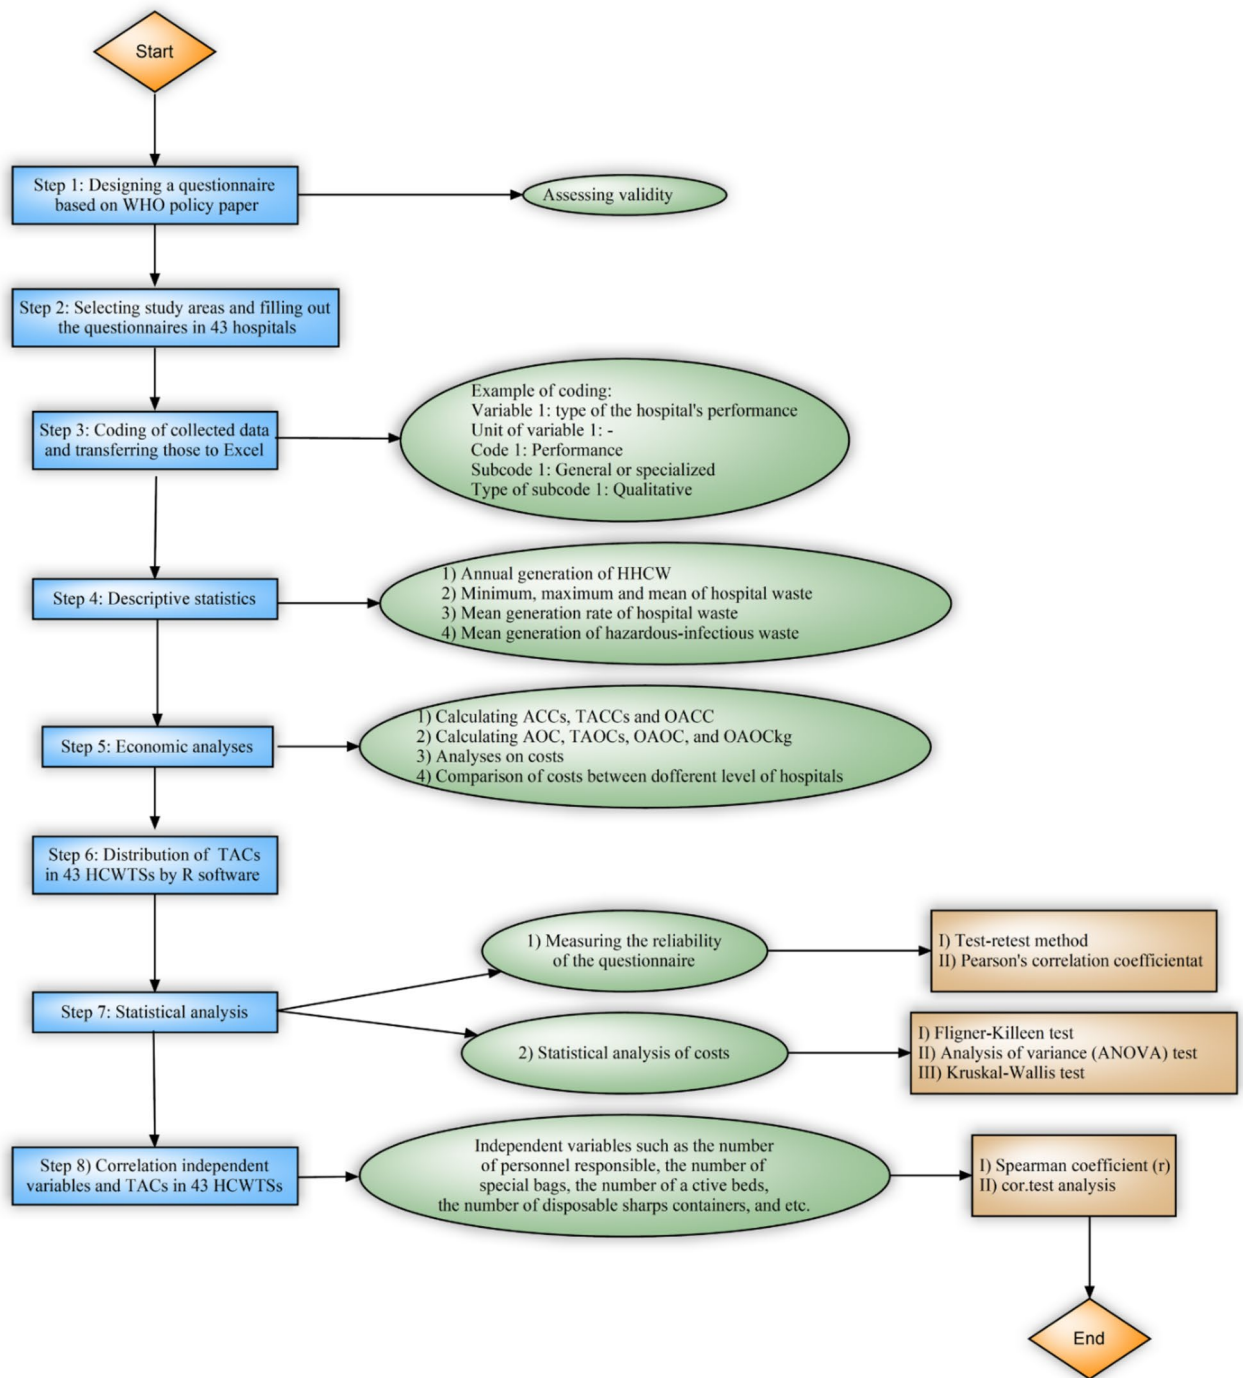 Start
Step 1: Designing a questionnaire
based on WHO policy paper
Assessing validity
Step 2: Selecting study areas and filling out
the questionnaires in 43 hospitals
Step 3: Coding of collected data
and transferring those to Excel
Example of coding:
Variable 1: type of the hospital's performance
Unit of variable 1: -
Code 1: Performance
Subcode 1: General or specialized
Type of subcode 1: Qualitative
Step 4: Descriptive statistics
1) Annual generation of HHCW
2) Minimum, maximum and mean of hospital waste
3) Mean generation rate of hospital waste
4) Mean generation of hazardous-infectious waste
Step 5: Economic analyses
1) Calculating ACCs, TACCs and OACC
2) Calculating AOC, TAOCs, OAOC, and OAOCkg
3) Analyses on costs
4) Comparison of costs between dofferent level of hospitals
Step 6: Distribution of TACs
in 43 HCWTSs by R software
Step 7: Statistical analysis
1) Measuring the reliability
of the questionnaire
I) Test-retest method
II) Pearson's correlation coefficientat
2) Statistical analysis of costs
I) Fligner-Killeen test
II) Analysis of variance (ANOVA) test
III) Kruskal-Wallis test
Step 8) Correlation independent
variables and TACs in 43 HCWTSs
Independent variables such as the number
of personnel responsible, the number of
special bags, the number of a ctive beds,
the number of disposable sharps containers, and etc.
I) Spearman coefficient (r)
II) cor.test analysis
End